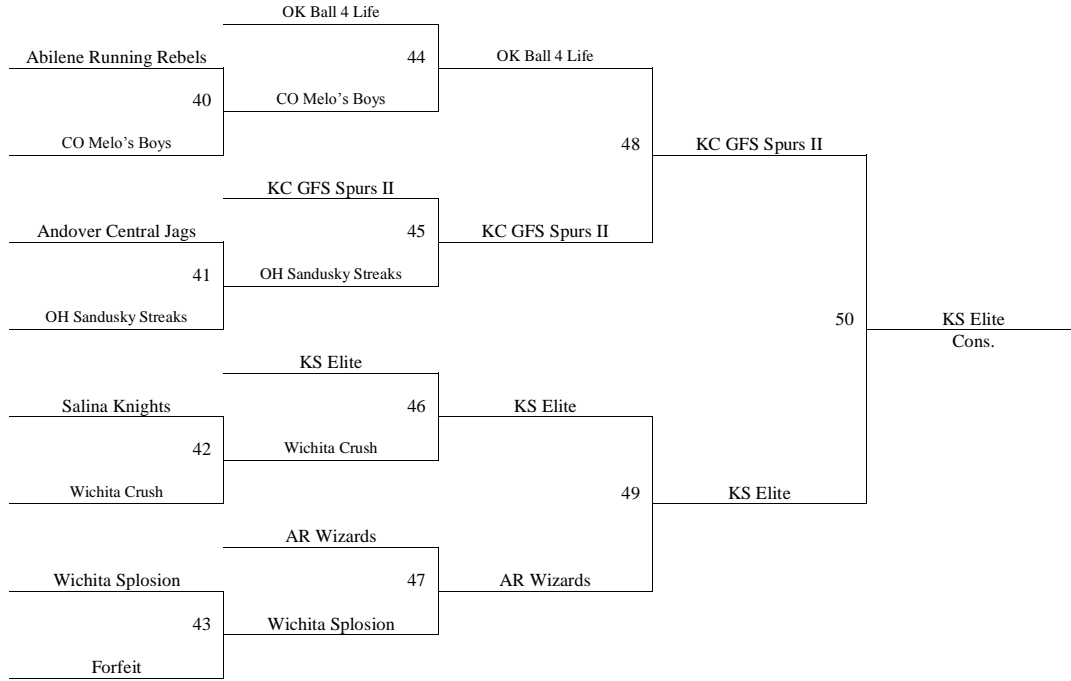 OK Ball 4 Life
Abilene Running Rebels
44
OK Ball 4 Life
40
CO Melo’s Boys
CO Melo’s Boys
48
KC GFS Spurs II
KC GFS Spurs II
Andover Central Jags
45
KC GFS Spurs II
41
OH Sandusky Streaks
OH Sandusky Streaks
50
KS Elite
Cons.
KS Elite
Salina Knights
46
KS Elite
42
Wichita Crush
Wichita Crush
49
KS Elite
AR Wizards
Wichita Splosion
47
AR Wizards
43
Wichita Splosion
Forfeit